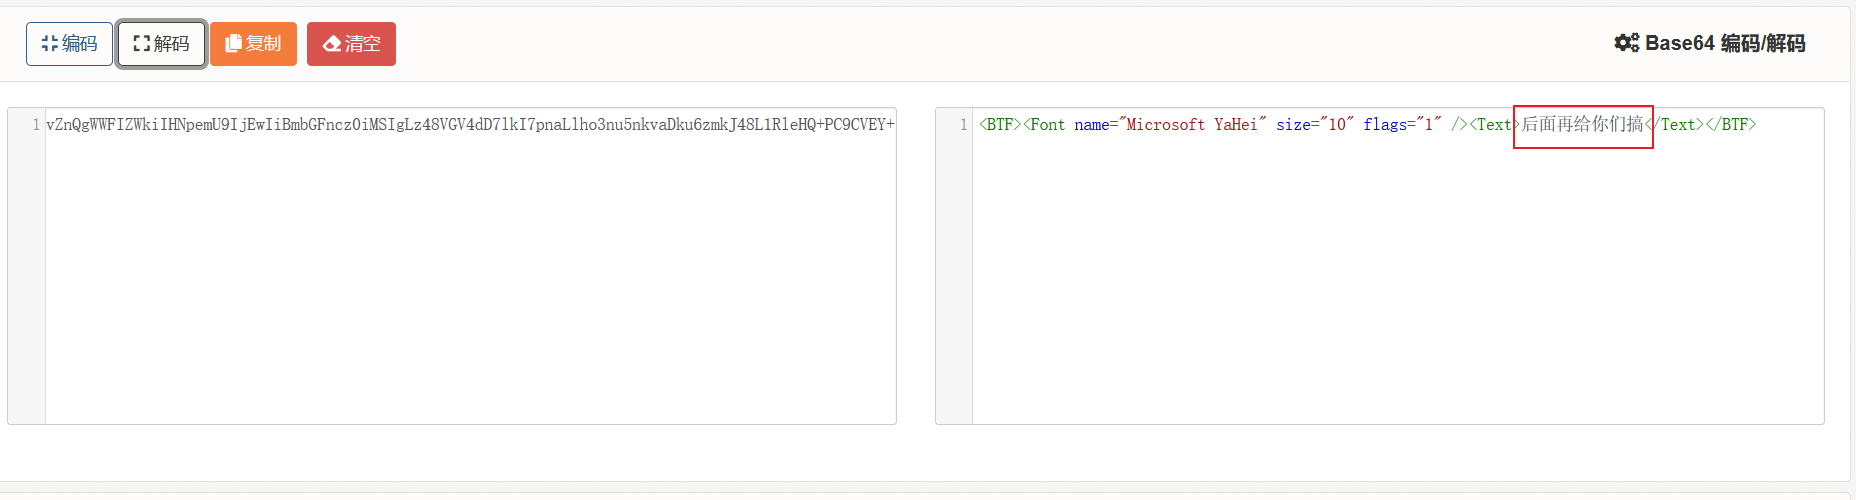 编码 解码 复制 清空 Base64 编码/解码
1 vZnQgWWFIZWkiIHNpemU9IjEwIiBmbGFncz0iMSIgLz48VGV4dD7lkI7pnaLlho3nu5nkvaDku6zmkJ48L1RleHQ+PC9CVEY+
1 <BTF><Font name="Microsoft YaHei" size="10" flags="1" /><Text>后面再给你们搞</Text></BTF>